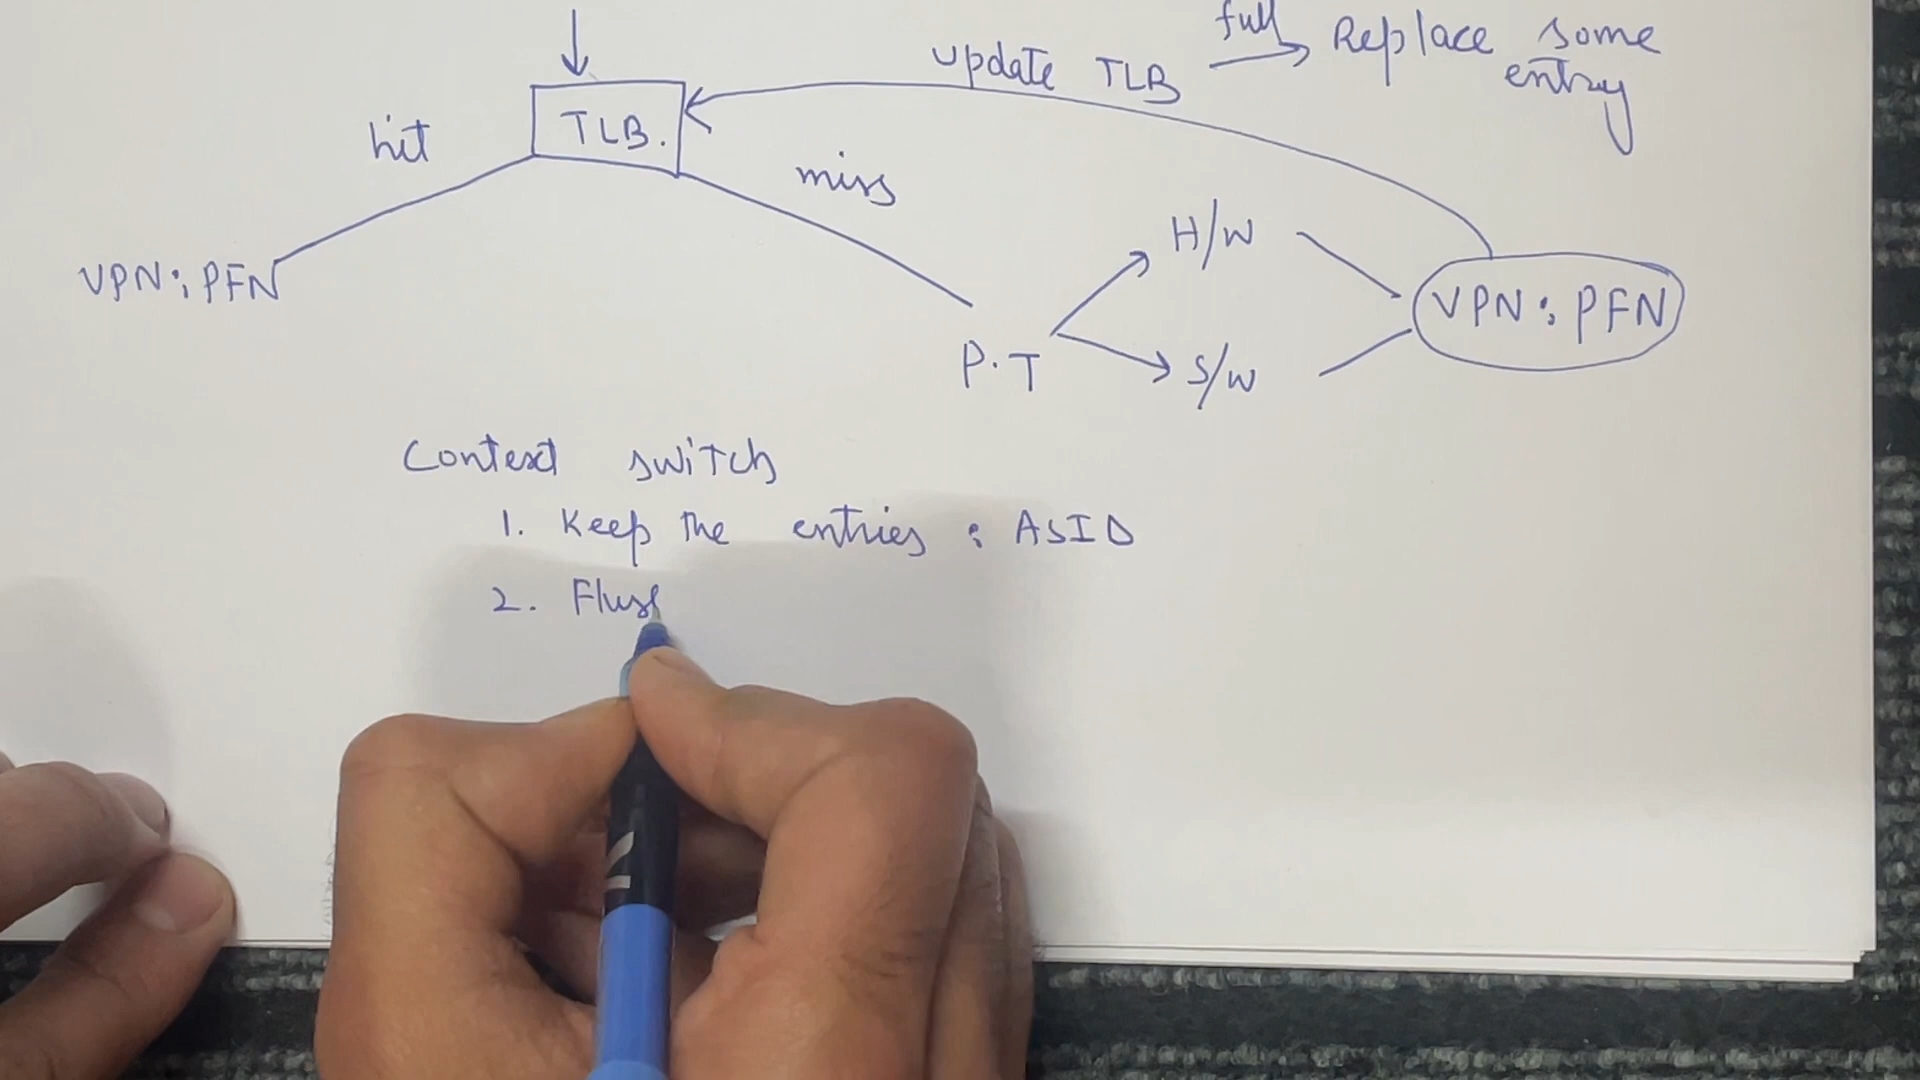 full
Replace some
entry
update TLB
TLB.
hit
miss
H/W
VPN : PFN
VPN : PFN
P.T
S/W
Context switch
1. Keep the entries : ASID
2. Flush